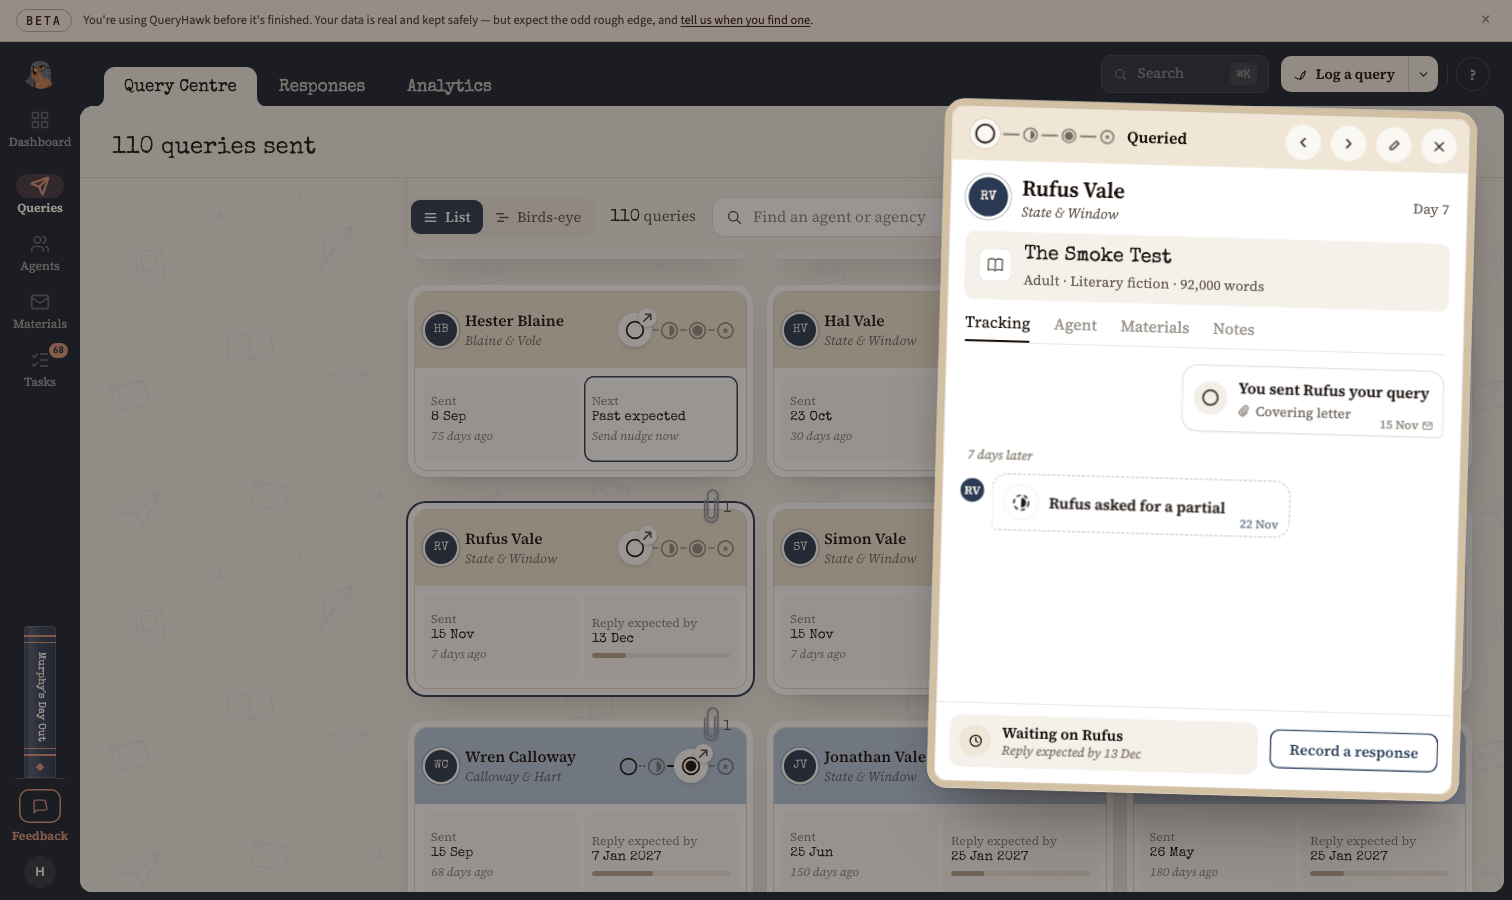 BETA
You're using QueryHawk before it's finished. Your data is real and kept safely — but expect the odd rough edge, and tell us when you find one.
Query Centre
Responses
Analytics
Search
⌘K
Log a query
?
Dashboard
Queries
Agents
Materials
68
Tasks
Murphy's Day Out
Feedback
H
110 queries sent
List
Birds-eye
110 queries
Find an agent or agency
HB
Hester Blaine
Blaine & Vole
Sent
8 Sep
75 days ago
Next
Past expected
Send nudge now
HV
Hal Vale
State & Window
Sent
23 Oct
30 days ago
1
RV
Rufus Vale
State & Window
Sent
15 Nov
7 days ago
Reply expected by
13 Dec
SV
Simon Vale
State & Window
Sent
15 Nov
7 days ago
1
WC
Wren Calloway
Calloway & Hart
Sent
15 Sep
68 days ago
Reply expected by
7 Jan 2027
JV
Jonathan Vale
State & Window
Sent
25 Jun
150 days ago
Reply expected by
25 Jan 2027
Sent
26 May
180 days ago
Reply expected by
25 Jan 2027
Queried
RV
Rufus Vale
State & Window
Day 7
The Smoke Test
Adult · Literary fiction · 92,000 words
Tracking
Agent
Materials
Notes
You sent Rufus your query
Covering letter
15 Nov
7 days later
RV
Rufus asked for a partial
22 Nov
Waiting on Rufus
Reply expected by 13 Dec
Record a response